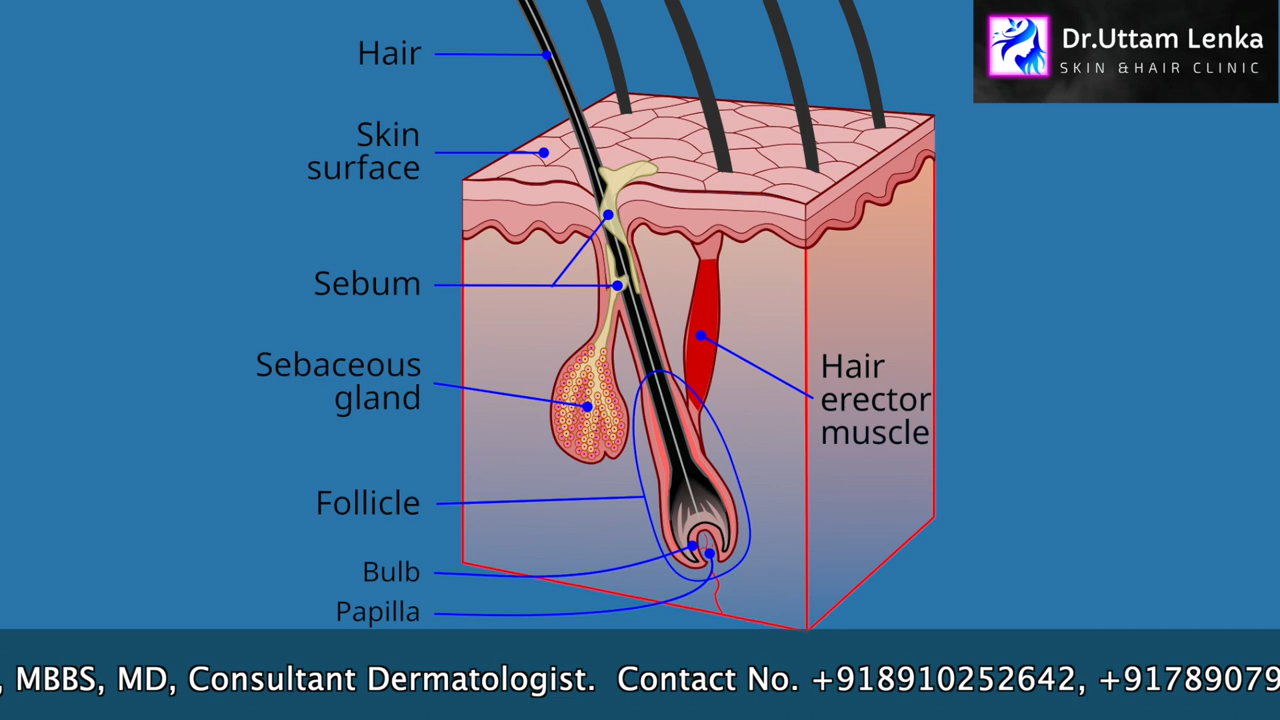 Dr.Uttam Lenka
SKIN &HAIR CLINIC
Hair
Skin
surface
Sebum
Sebaceous
gland
Hair
erector
muscle
Follicle
Bulb
Papilla
, MBBS, MD, Consultant Dermatologist. Contact No. +918910252642, +91789079